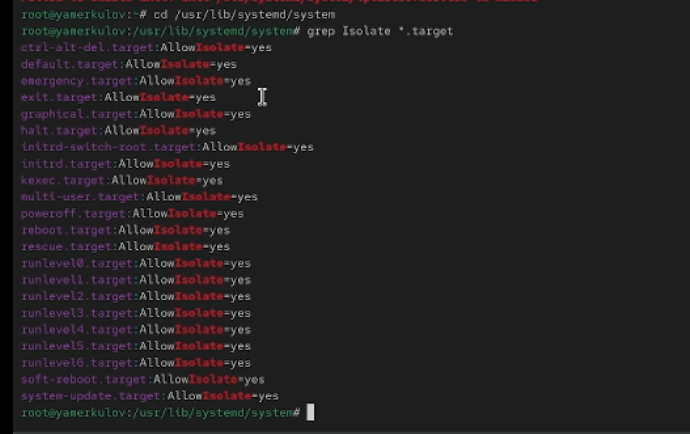 root@yamerkulov:~# cd /usr/lib/systemd/system
root@yamerkulov:/usr/lib/systemd/system# grep Isolate *.target
ctrl-alt-del.target:AllowIsolate=yes
default.target:AllowIsolate=yes
emergency.target:AllowIsolate=yes
exit.target:AllowIsolate=yes
graphical.target:AllowIsolate=yes
halt.target:AllowIsolate=yes
initrd-switch-root.target:AllowIsolate=yes
initrd.target:AllowIsolate=yes
kexec.target:AllowIsolate=yes
multi-user.target:AllowIsolate=yes
poweroff.target:AllowIsolate=yes
reboot.target:AllowIsolate=yes
rescue.target:AllowIsolate=yes
runlevel0.target:AllowIsolate=yes
runlevel1.target:AllowIsolate=yes
runlevel2.target:AllowIsolate=yes
runlevel3.target:AllowIsolate=yes
runlevel4.target:AllowIsolate=yes
runlevel5.target:AllowIsolate=yes
runlevel6.target:AllowIsolate=yes
soft-reboot.target:AllowIsolate=yes
system-update.target:AllowIsolate=yes
root@yamerkulov:/usr/lib/systemd/system#